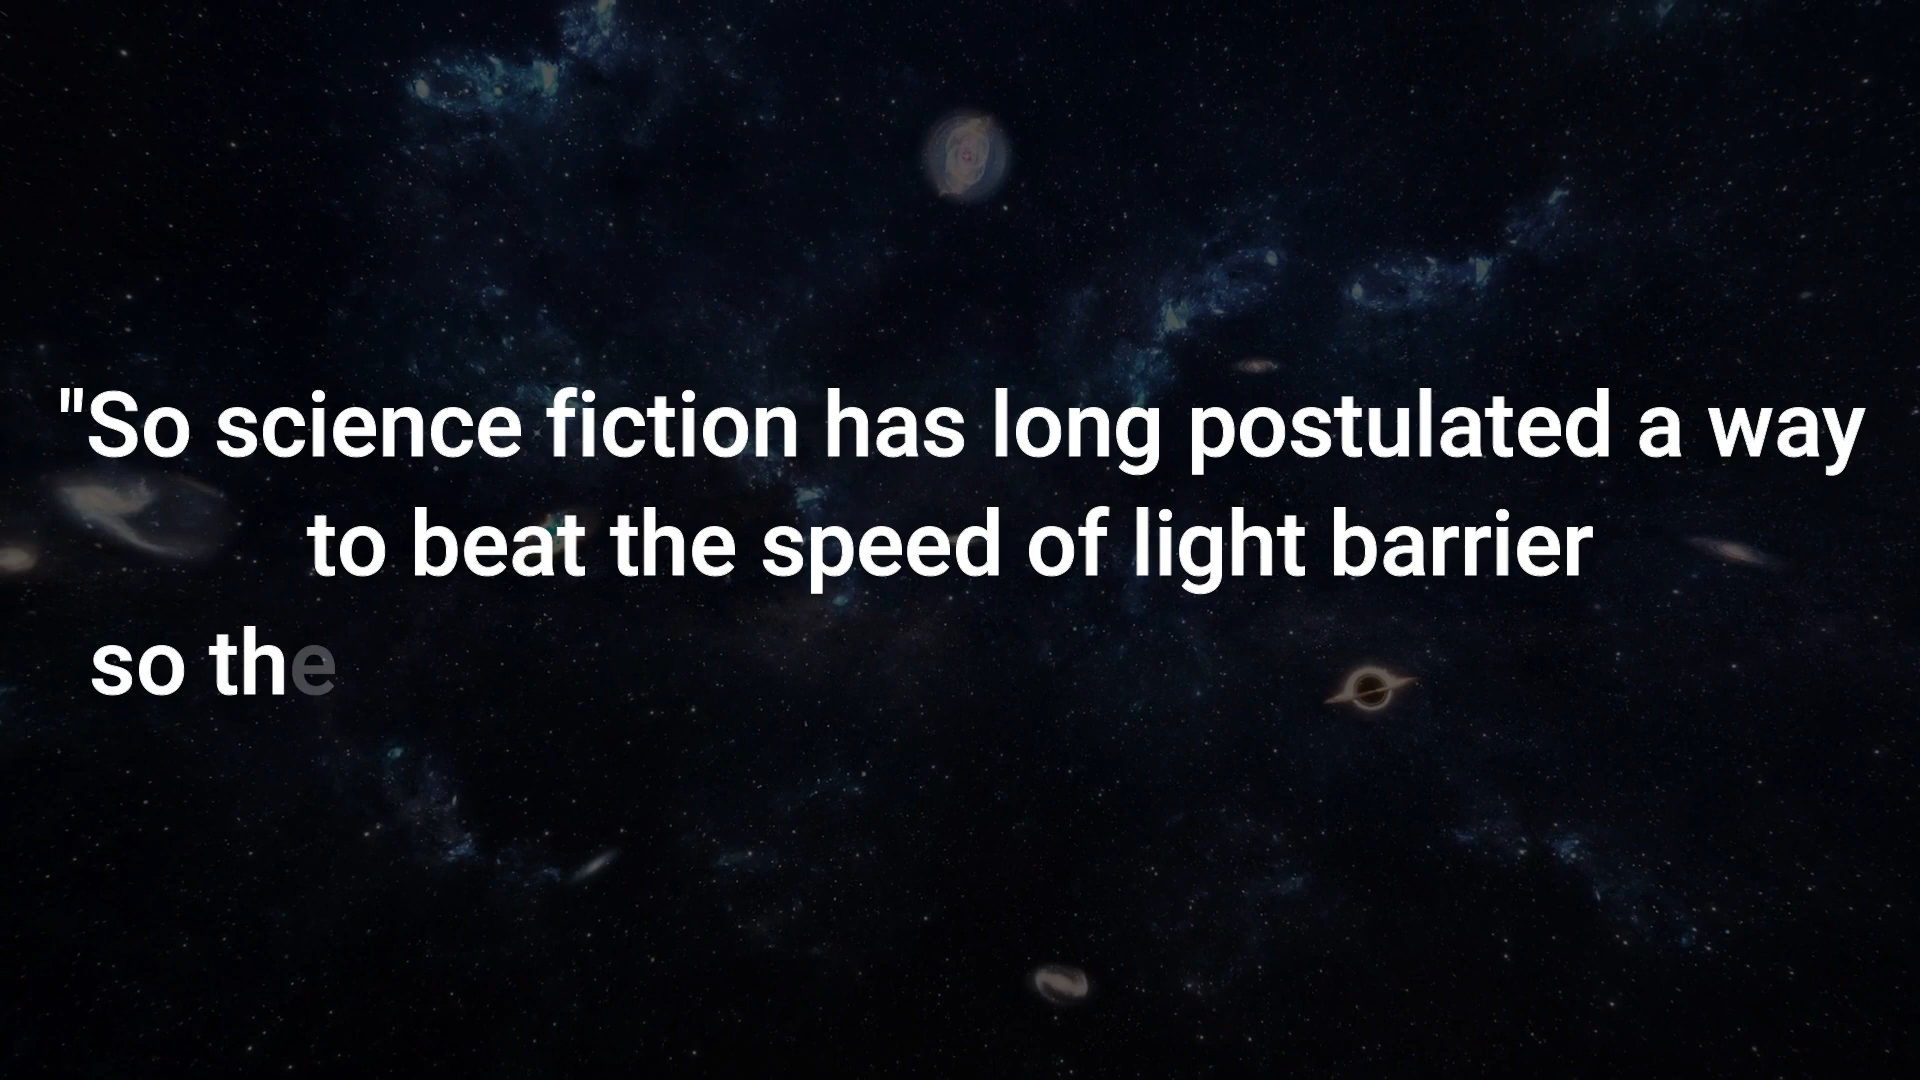 "So science fiction has long postulated a way
to beat the speed of light barrier
so the